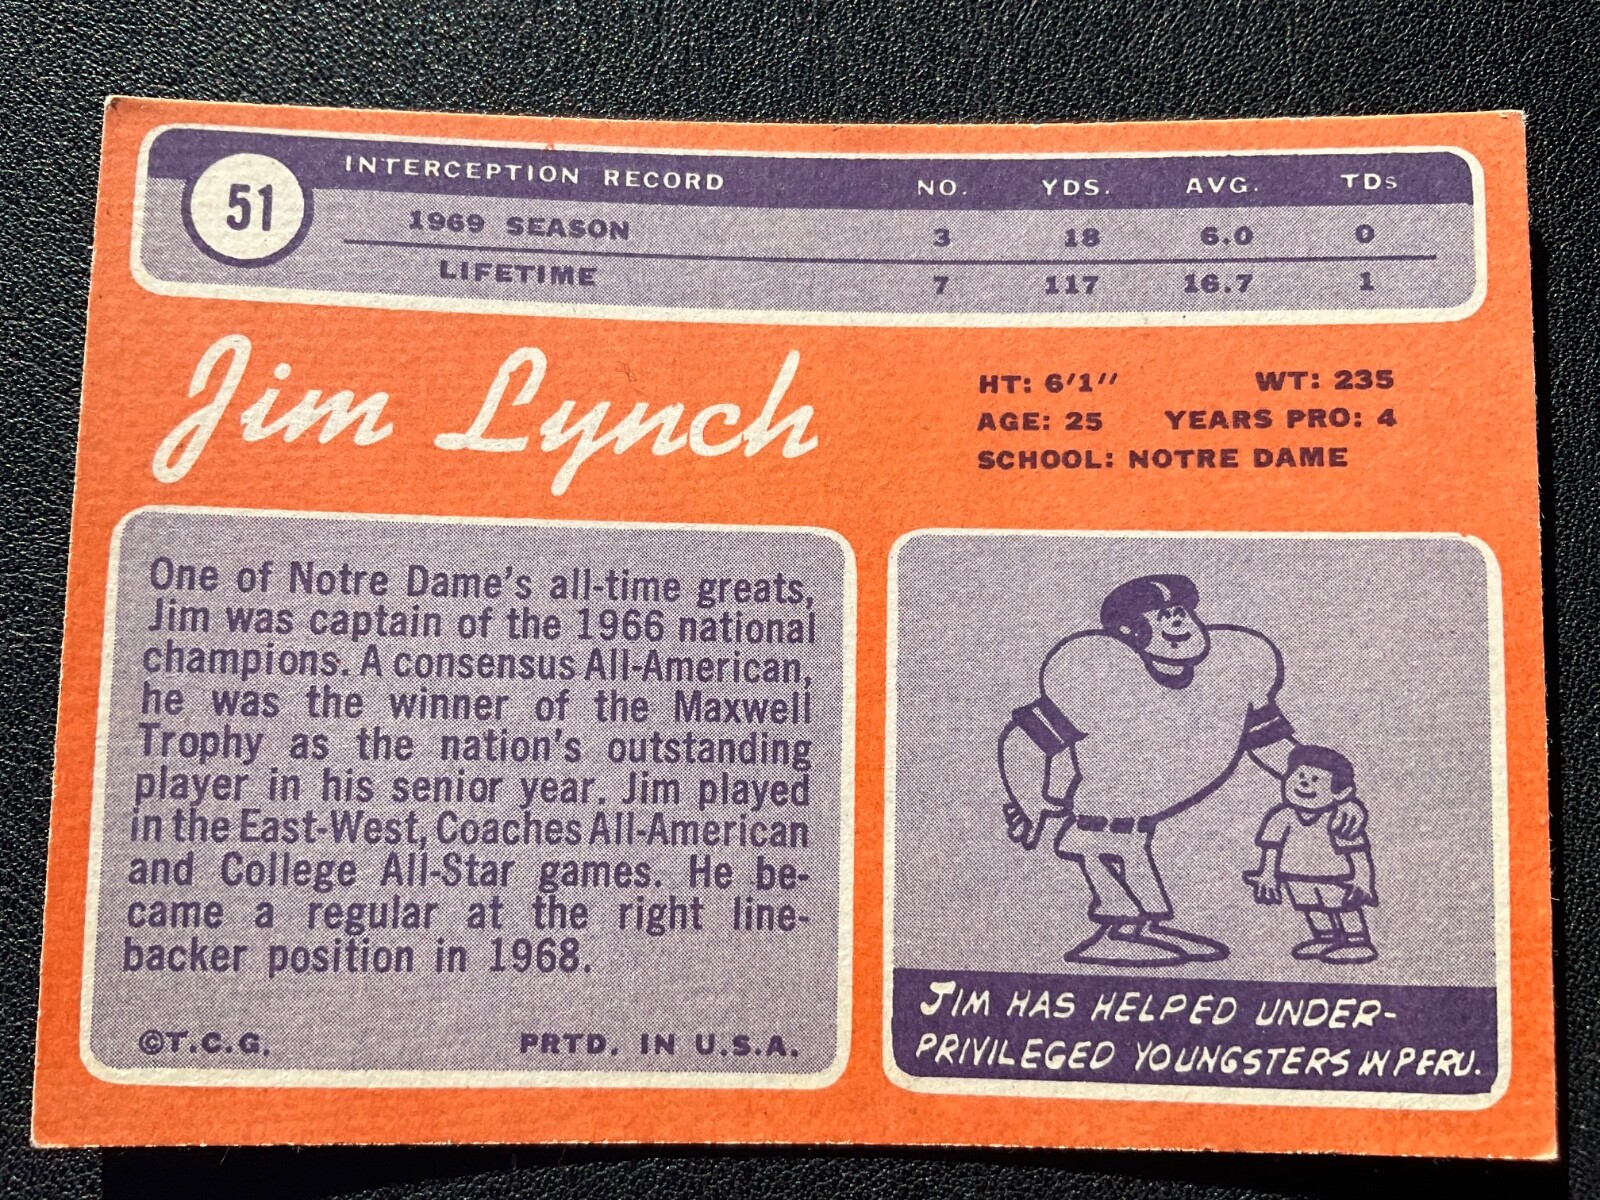 51
INTERCEPTION RECORD NO. YDS. AVG. TDs
1969 SEASON 3 18 6.0 0
LIFETIME 7 117 16.7 1
Jim Lynch
HT: 6'1" WT: 235
AGE: 25 YEARS PRO: 4
SCHOOL: NOTRE DAME
One of Notre Dame's all-time greats,
Jim was captain of the 1966 national
champions. A consensus All-American,
he was the winner of the Maxwell
Trophy as the nation's outstanding
player in his senior year. Jim played
in the East-West, Coaches All-American
and College All-Star games. He be-
came a regular at the right line-
backer position in 1968.
©T.C.G. PRTD. IN U.S.A.
JIM HAS HELPED UNDER-
PRIVILEGED YOUNGSTERS IN PERU.